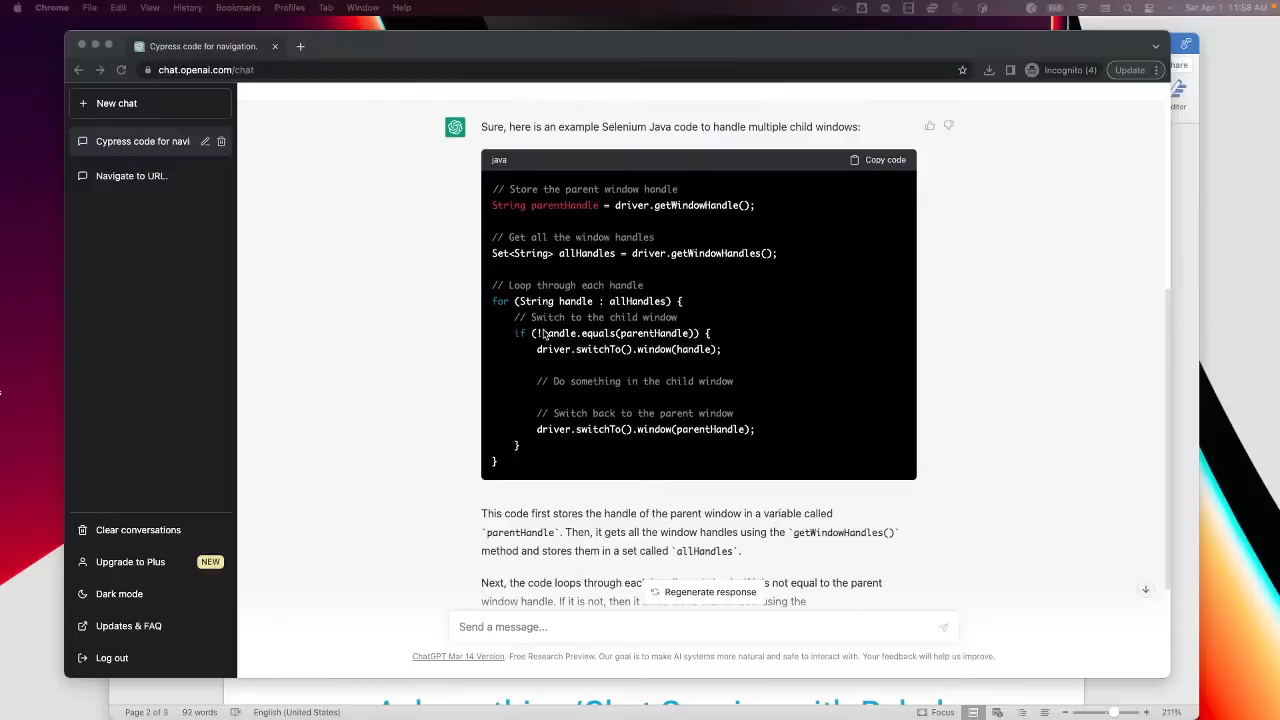 Chrome File Edit View History Bookmarks Profiles Tab Window Help Sat Apr 1 11:58 AM
Cypress code for navigation.
chat.openai.com/chat Incognito (4) Update
hare
ditor
New chat
Cypress code for navi
Navigate to URL.
Sure, here is an example Selenium Java code to handle multiple child windows:
java Copy code
// Store the parent window handle
String parentHandle = driver.getWindowHandle();
// Get all the window handles
Set<String> allHandles = driver.getWindowHandles();
// Loop through each handle
for (String handle : allHandles) {
// Switch to the child window
if (!handle.equals(parentHandle)) {
driver.switchTo().window(handle);
// Do something in the child window
// Switch back to the parent window
driver.switchTo().window(parentHandle);
}
}
This code first stores the handle of the parent window in a variable called
`parentHandle`. Then, it gets all the window handles using the `getWindowHandles()`
method and stores them in a set called `allHandles`.
Next, the code loops through each is not equal to the parent
window handle. If it is not, then it using the
Regenerate response
Clear conversations
Upgrade to Plus NEW
Dark mode
Updates & FAQ
Log out
Send a message...
ChatGPT Mar 14 Version. Free Research Preview. Our goal is to make AI systems more natural and safe to interact with. Your feedback will help us improve.
Page 2 of 3 92 words English (United States) Focus 211%